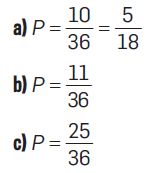 a) P = 10/36 = 5/18
b) P = 11/36
c) P = 25/36